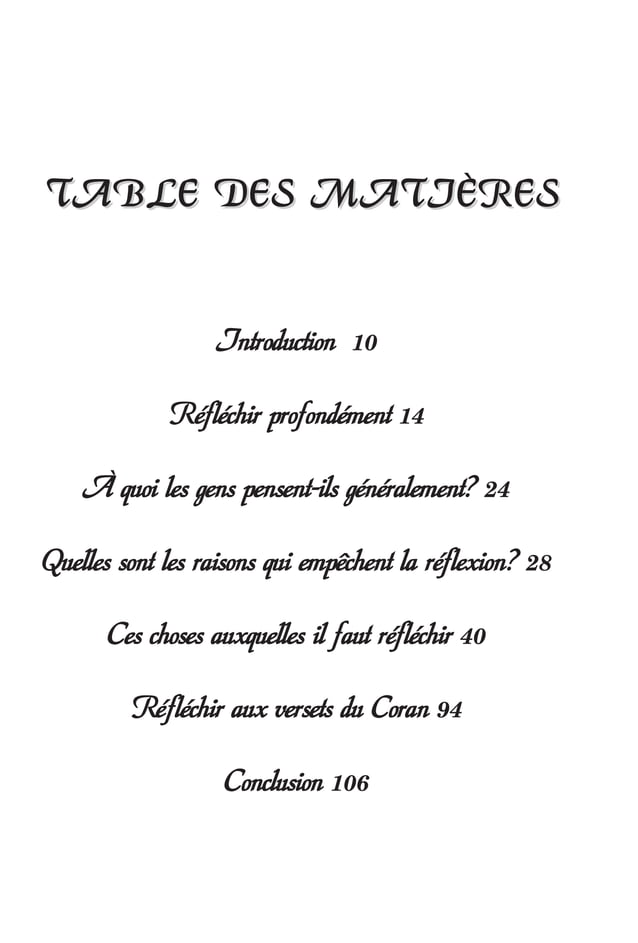 TABLE DES MATIÈRES
Introduction 10
Réfléchir profondément 14
À quoi les gens pensent-ils généralement? 24
Quelles sont les raisons qui empêchent la réflexion? 28
Ces choses auxquelles il faut réfléchir 40
Réfléchir aux versets du Coran 94
Conclusion 106